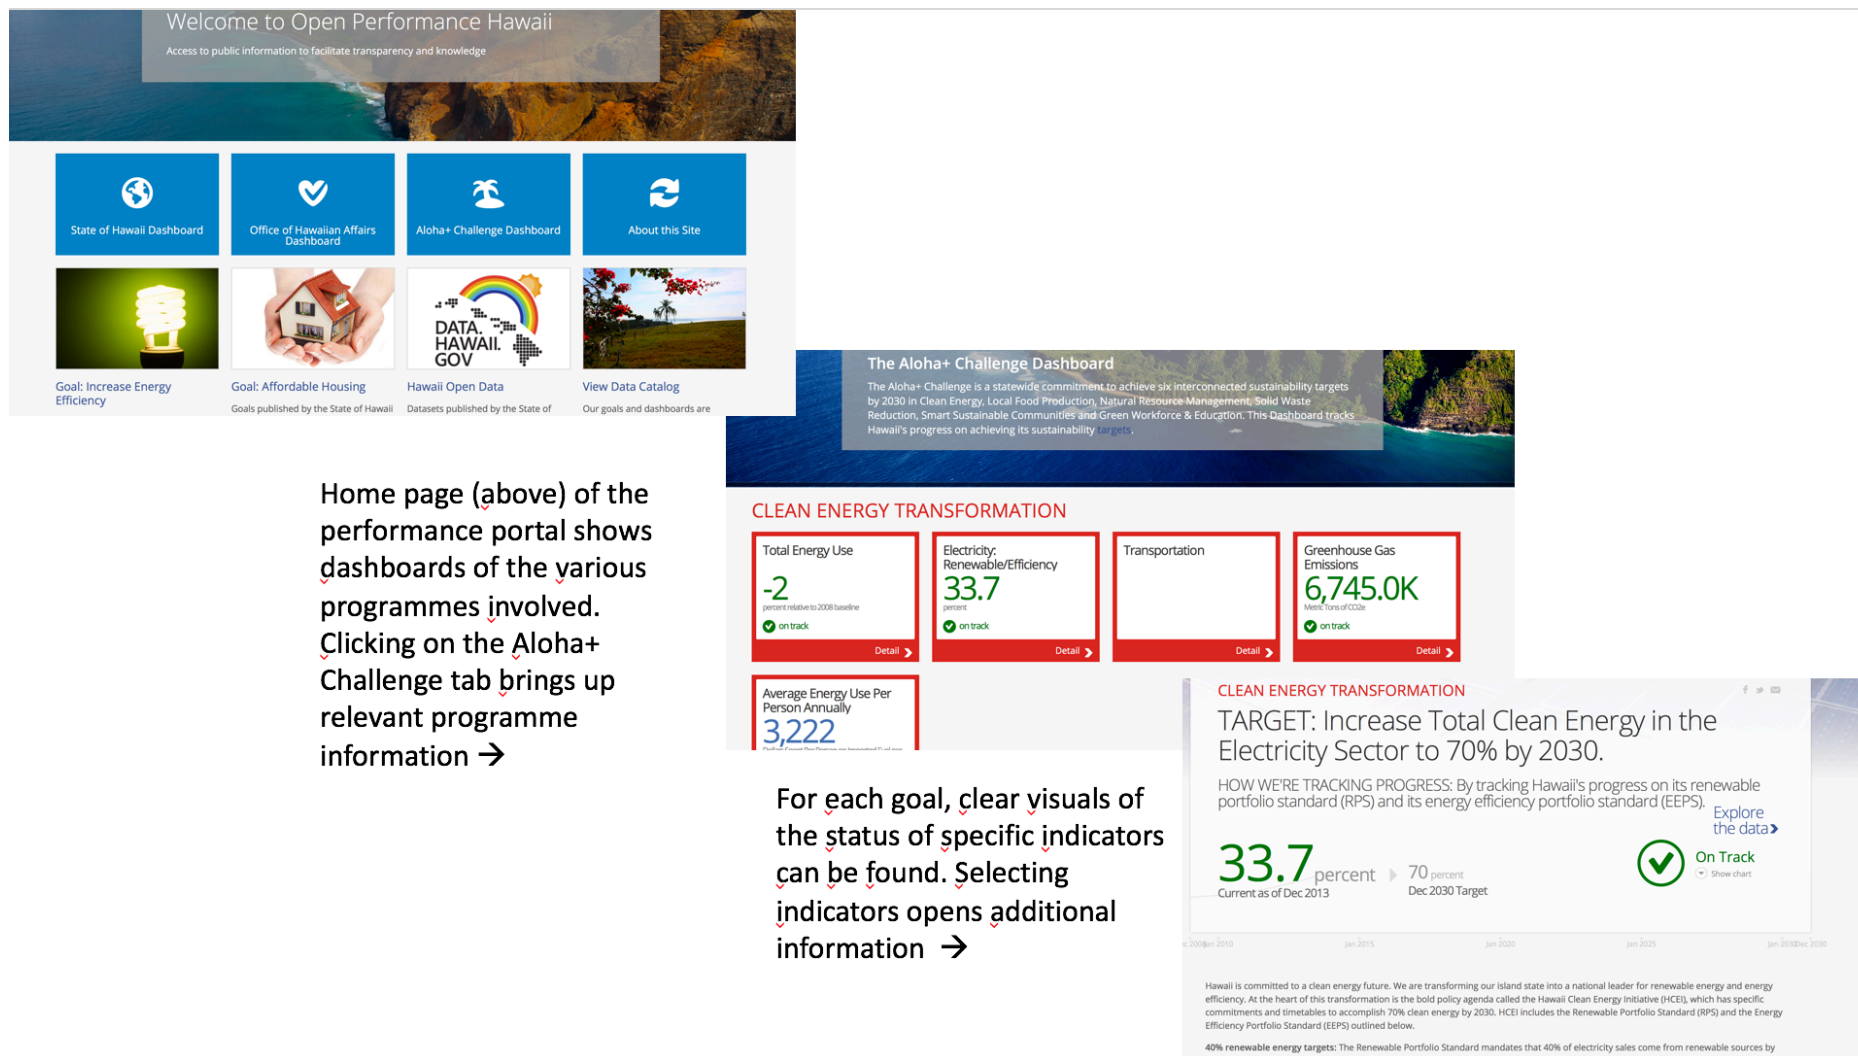 Welcome to Open Performance Hawaii
Access to public information to facilitate transparency and knowledge
State of Hawaii Dashboard
Office of Hawaiian Affairs
Dashboard
Aloha+ Challenge Dashboard
About this Site
DATA.
HAWAII.
GOV
Goal: Increase Energy
Efficiency
Goal: Affordable Housing
Goals published by the State of Hawaii
Hawaii Open Data
Datasets published by the State of
View Data Catalog
Our goals and dashboards are
Home page (above) of the
performance portal shows
dashboards of the various
programmes involved.
Clicking on the Aloha+
Challenge tab brings up
relevant programme
information →
The Aloha+ Challenge Dashboard
The Aloha+ Challenge is a statewide commitment to achieve six interconnected sustainability targets
by 2030 in Clean Energy, Local Food Production, Natural Resource Management, Solid Waste
Reduction, Smart Sustainable Communities and Green Workforce & Education. This Dashboard tracks
Hawaii's progress on achieving its sustainability targets.
CLEAN ENERGY TRANSFORMATION
Total Energy Use
-2
percent relative to 2008 baseline
on track
Detail
Electricity:
Renewable/Efficiency
33.7
percent
on track
Detail
Transportation
Detail
Greenhouse Gas
Emissions
6,745.0K
Metric Tons of CO2e
on track
Detail
Average Energy Use Per
Person Annually
3,222
For each goal, clear visuals of
the status of specific indicators
can be found. Selecting
indicators opens additional
information →
CLEAN ENERGY TRANSFORMATION
TARGET: Increase Total Clean Energy in the
Electricity Sector to 70% by 2030.
HOW WE'RE TRACKING PROGRESS: By tracking Hawaii's progress on its renewable
portfolio standard (RPS) and its energy efficiency portfolio standard (EEPS).
Explore
the data
33.7 percent
Current as of Dec 2013
70 percent
Dec 2030 Target
On Track
Show chart
Jan 2010
Jan 2015
Jan 2020
Jan 2025
Dec 2030
Hawaii is committed to a clean energy future. We are transforming our island state into a national leader for renewable energy and energy
efficiency. At the heart of this transformation is the bold policy agenda called the Hawaii Clean Energy Initiative (HCEI), which has specific
commitments and timetables to accomplish 70% clean energy by 2030. HCEI includes the Renewable Portfolio Standard (RPS) and the Energy
Efficiency Portfolio Standard (EEPS) outlined below.
40% renewable energy targets: The Renewable Portfolio Standard mandates that 40% of electricity sales come from renewable sources by